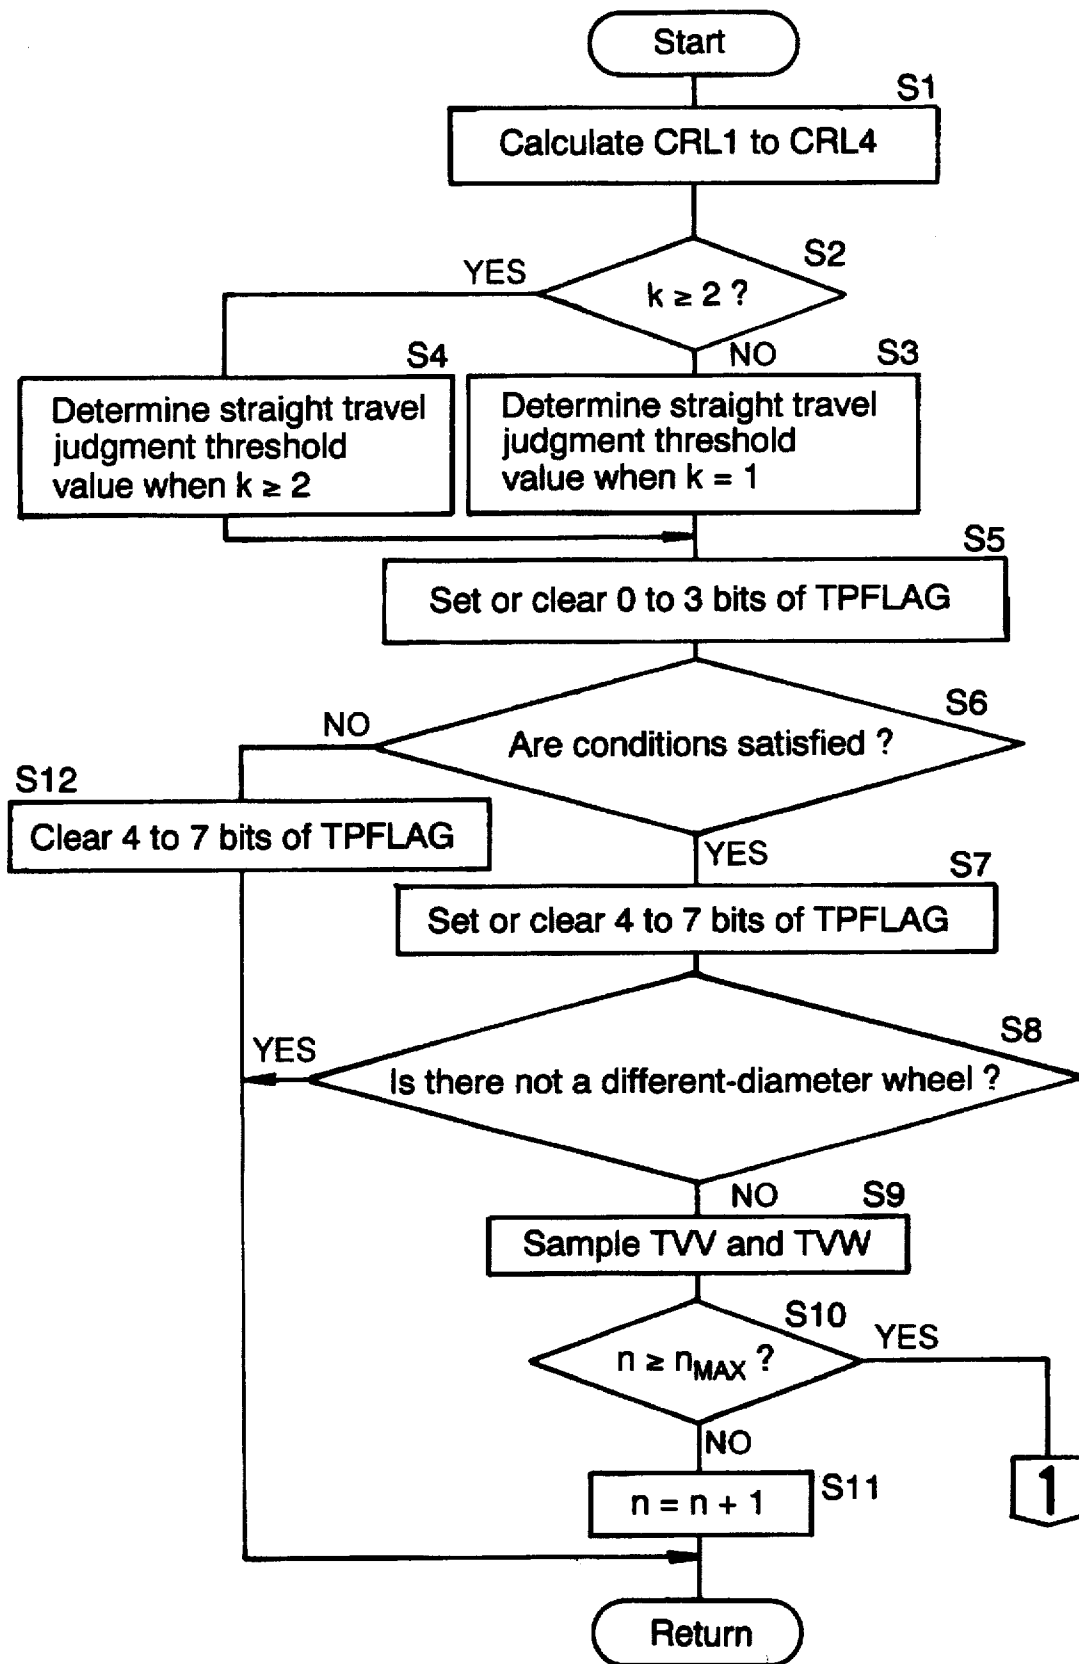 Start
S1
Calculate CRL1 to CRL4
S2
YES
k ≥ 2 ?
NO
S4
Determine straight travel
judgment threshold
value when k ≥ 2
S3
Determine straight travel
judgment threshold
value when k = 1
S5
Set or clear 0 to 3 bits of TPFLAG
S6
NO
Are conditions satisfied ?
S12
Clear 4 to 7 bits of TPFLAG
YES
S7
Set or clear 4 to 7 bits of TPFLAG
S8
YES
Is there not a different-diameter wheel ?
NO
S9
Sample TVV and TVW
S10
YES
n ≥ nMAX ?
NO
n = n + 1
S11
1
Return